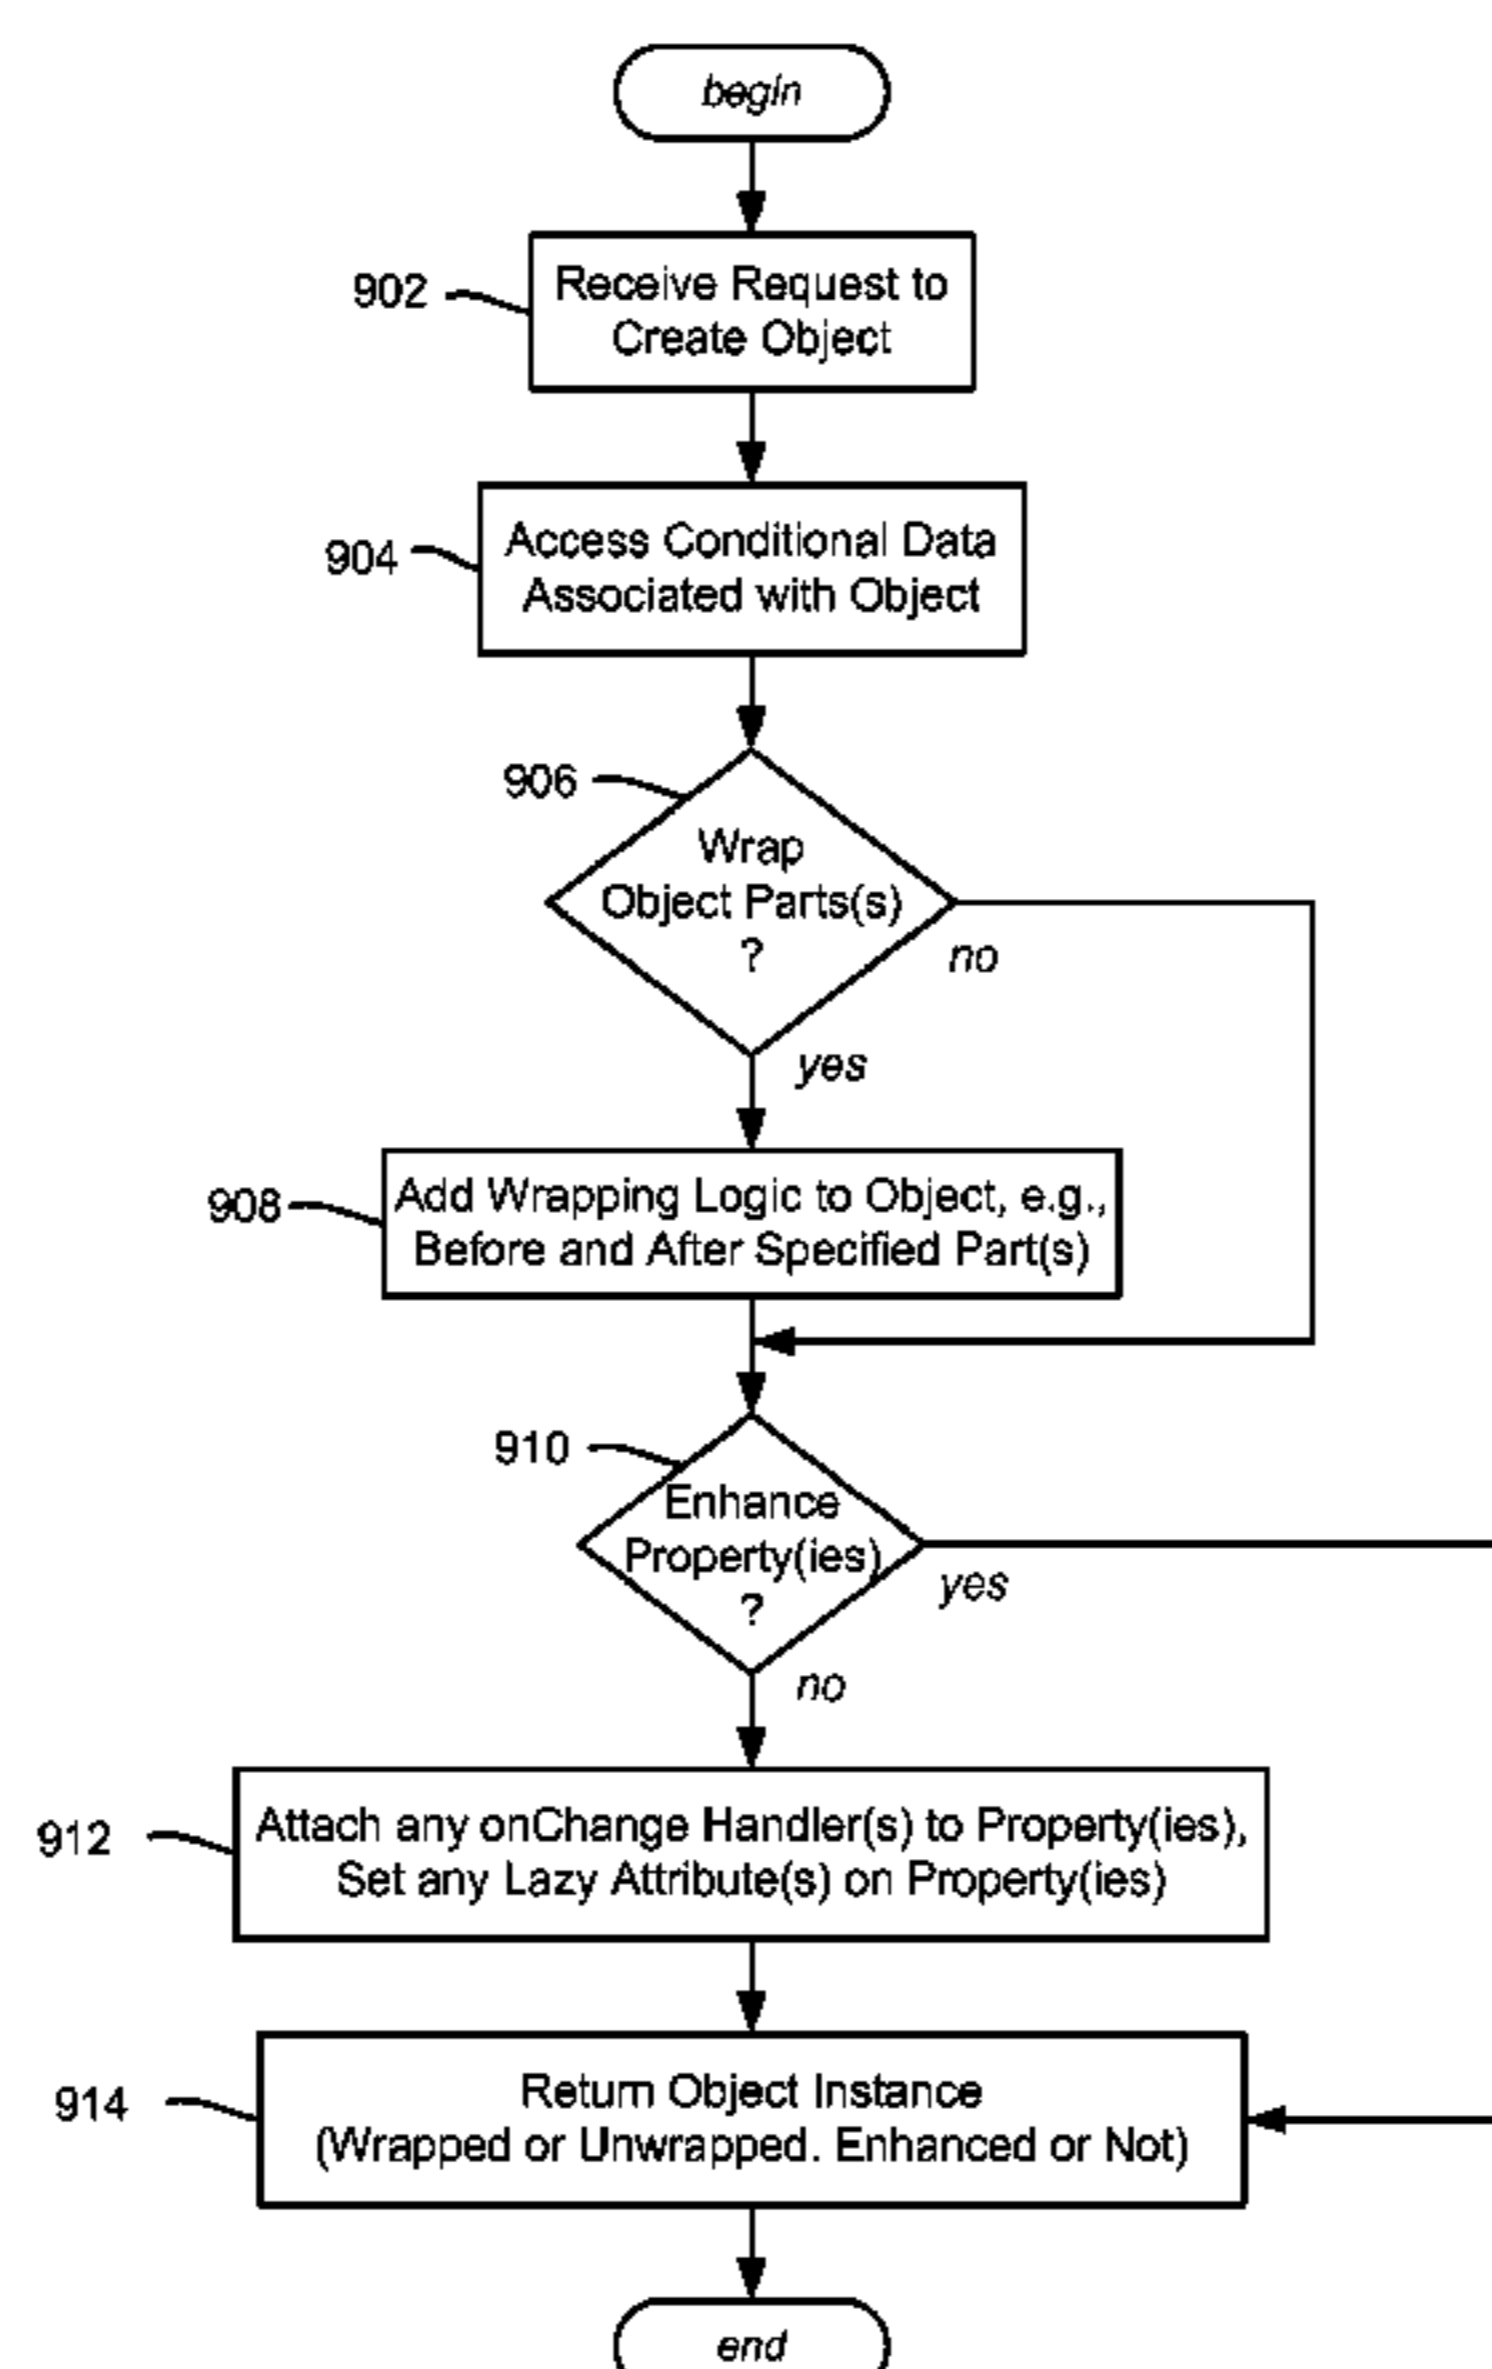 begin
902
Receive Request to
Create Object
904
Access Conditional Data
Associated with Object
906
Wrap
Object Parts(s)
?
no
yes
908
Add Wrapping Logic to Object, e.g.,
Before and After Specified Part(s)
910
Enhance
Property(ies)
?
yes
no
912
Attach any onChange Handler(s) to Property(ies),
Set any Lazy Attribute(s) on Property(ies)
914
Return Object Instance
(Wrapped or Unwrapped. Enhanced or Not)
end